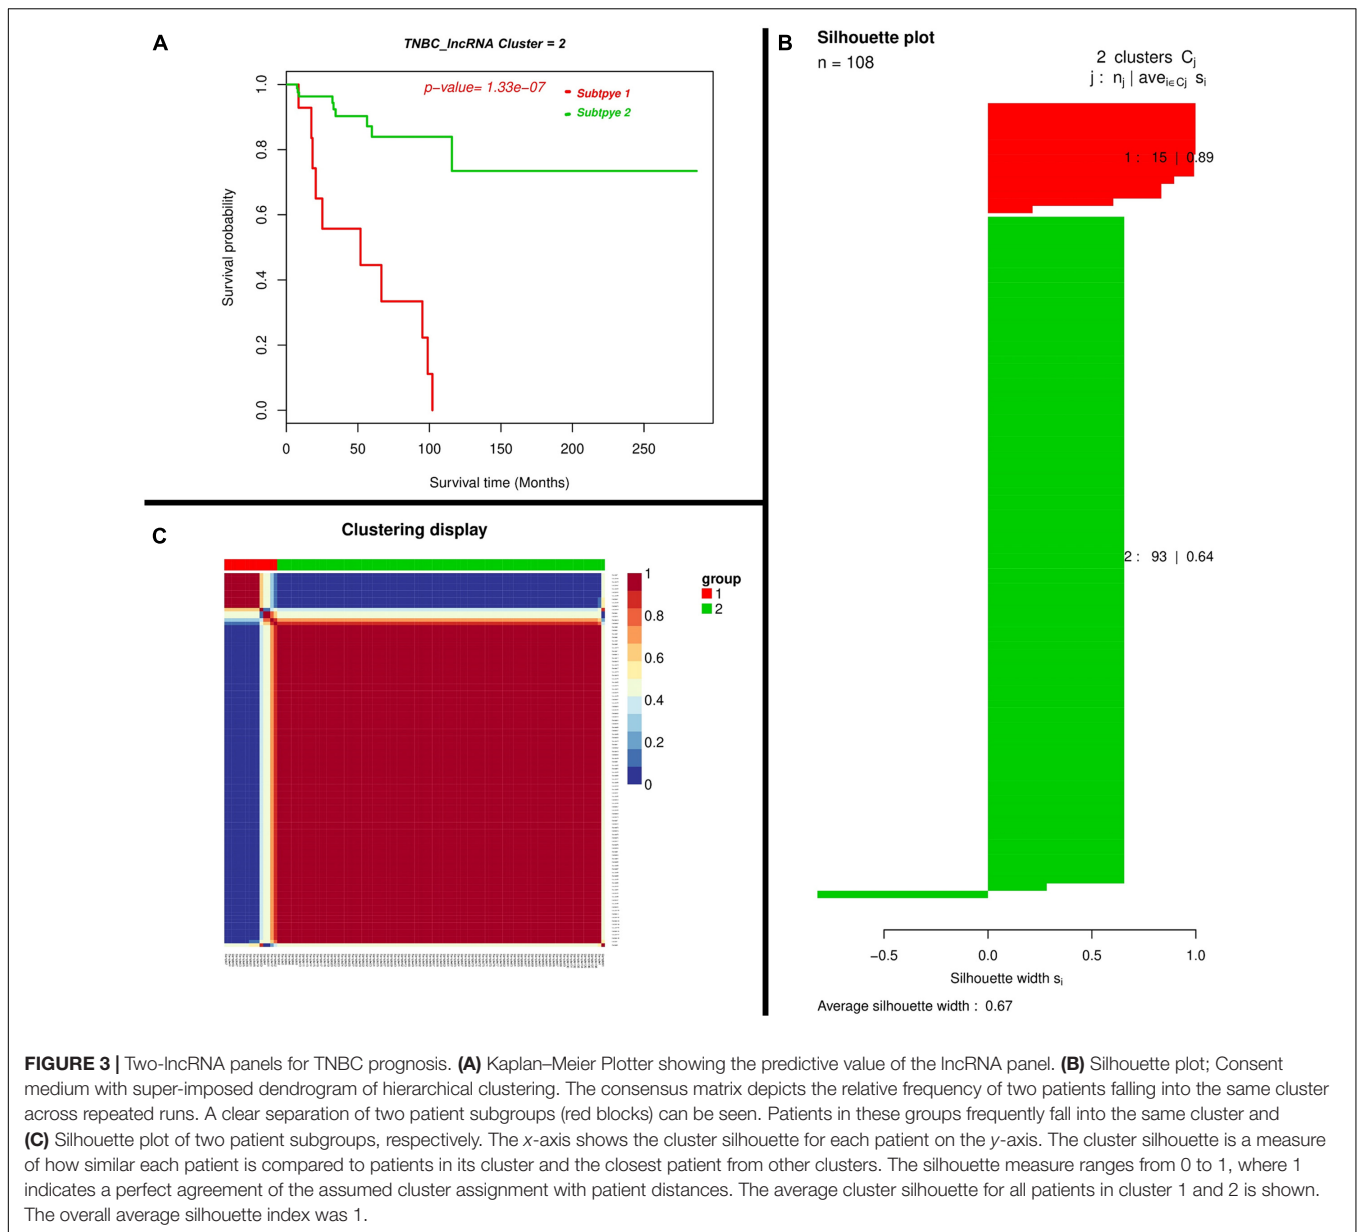 A
TNBC_lncRNA Cluster = 2
p-value= 1.33e-07
Subtpye 1
Subtpye 2
Survival probability
0.0
0.2
0.4
0.6
0.8
1.0
0 50 100 150 200 250
Survival time (Months)
B
Silhouette plot
n = 108
2 clusters Cj
j : nj | avei∈Cj si
1 : 15 | 0.89
2 : 93 | 0.64
−0.5 0.0 0.5 1.0
Silhouette width si
Average silhouette width : 0.67
C
Clustering display
1
0.8
0.6
0.4
0.2
0
group
1
2
FIGURE 3 | Two-lncRNA panels for TNBC prognosis. (A) Kaplan–Meier Plotter showing the predictive value of the lncRNA panel. (B) Silhouette plot; Consent
medium with super-imposed dendrogram of hierarchical clustering. The consensus matrix depicts the relative frequency of two patients falling into the same cluster
across repeated runs. A clear separation of two patient subgroups (red blocks) can be seen. Patients in these groups frequently fall into the same cluster and
(C) Silhouette plot of two patient subgroups, respectively. The x-axis shows the cluster silhouette for each patient on the y-axis. The cluster silhouette is a measure
of how similar each patient is compared to patients in its cluster and the closest patient from other clusters. The silhouette measure ranges from 0 to 1, where 1
indicates a perfect agreement of the assumed cluster assignment with patient distances. The average cluster silhouette for all patients in cluster 1 and 2 is shown.
The overall average silhouette index was 1.